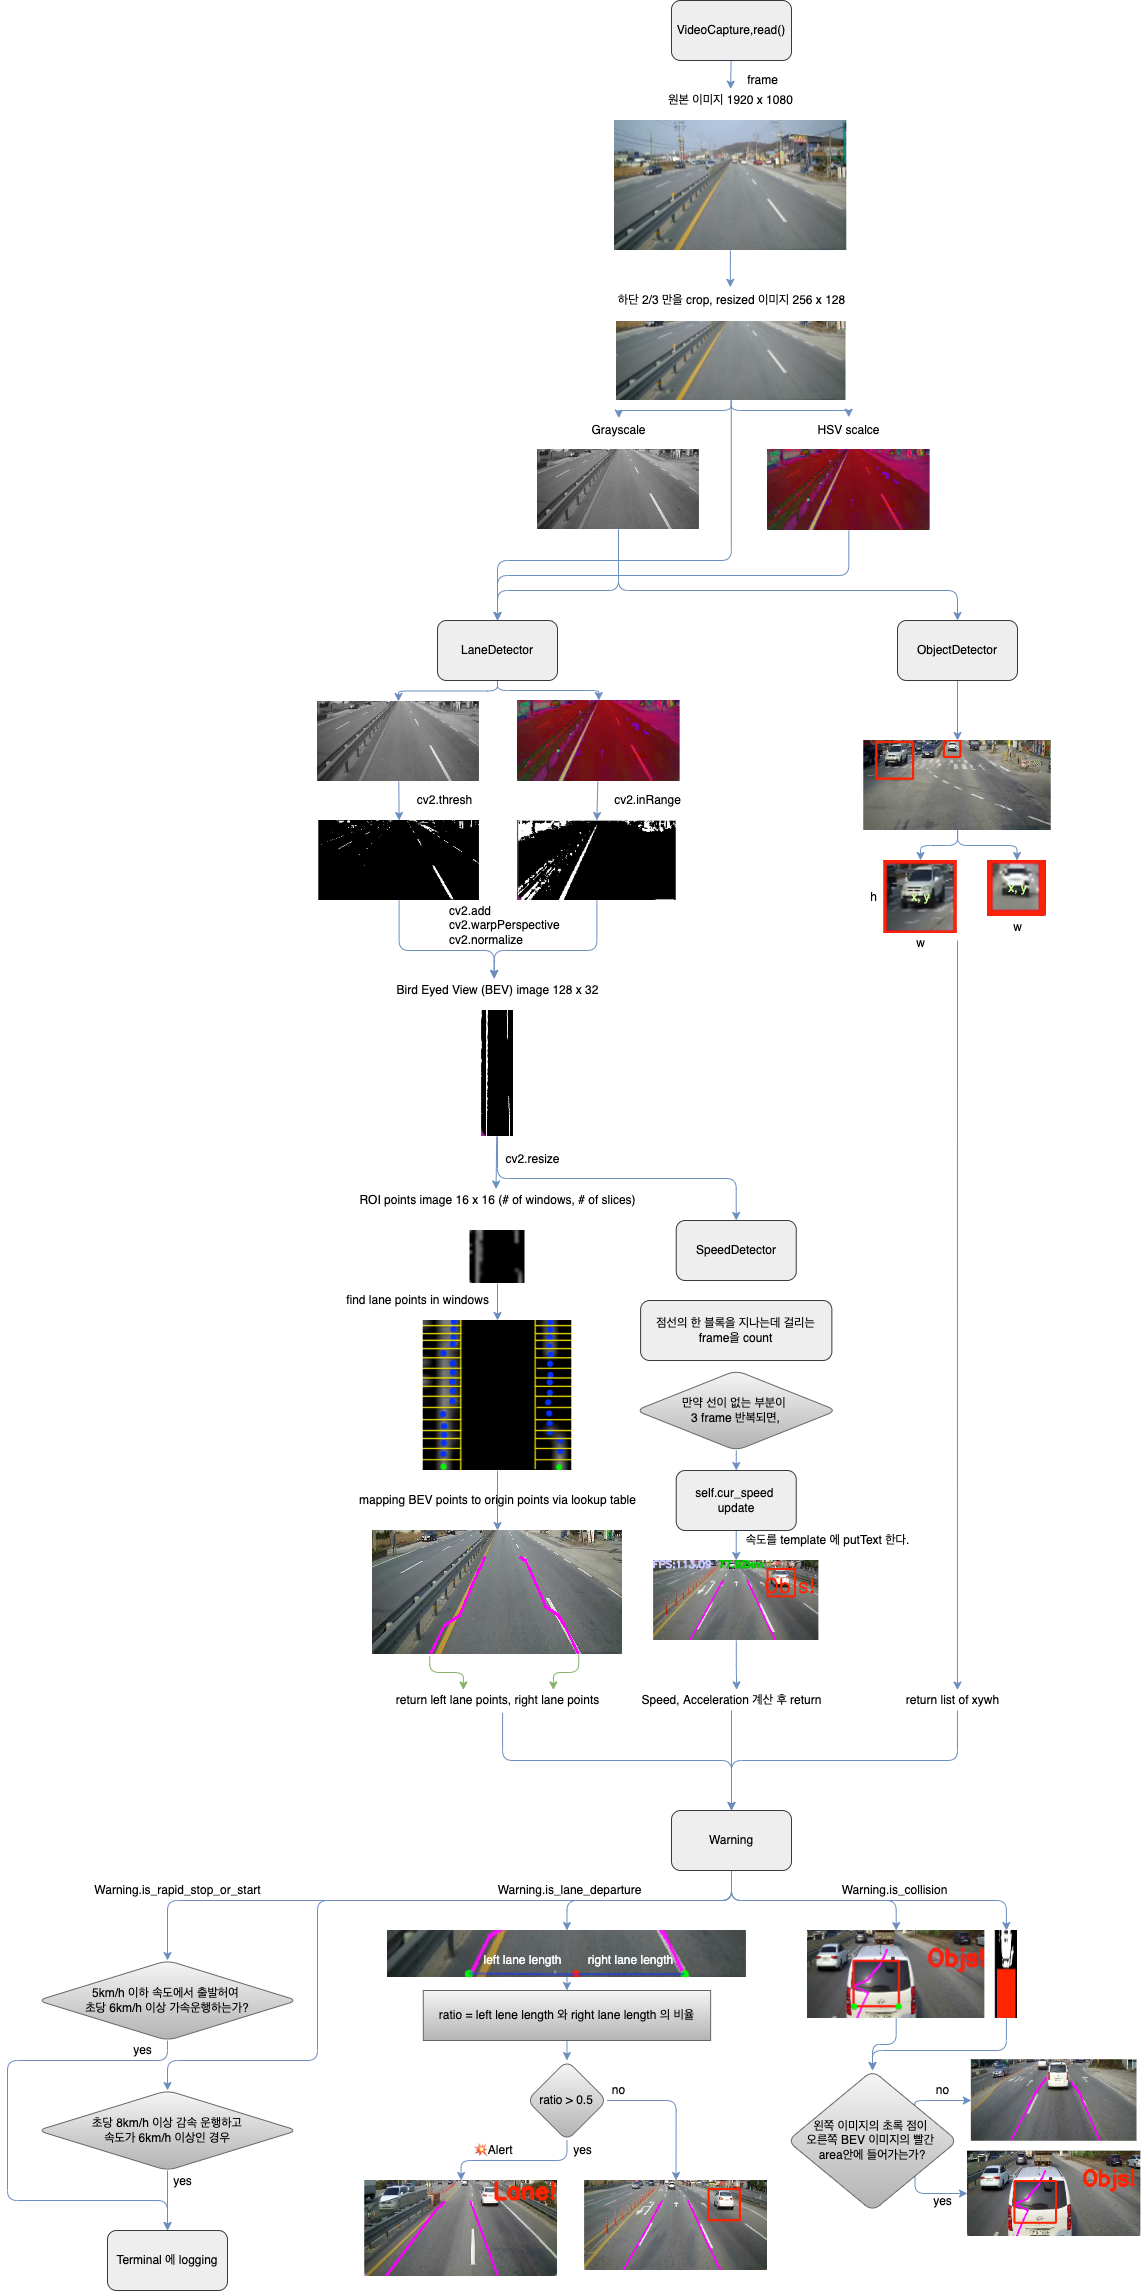 VideoCapture,read()
frame
원본 이미지 1920 x 1080
하단 2/3 만을 crop, resized 이미지 256 x 128
Grayscale
HSV scalce
LaneDetector
ObjectDetector
cv2.thresh
cv2.inRange
cv2.add
cv2.warpPerspective
cv2.normalize
h
x, y
x, y
w
w
Bird Eyed View (BEV) image 128 x 32
cv2.resize
ROI points image 16 x 16 (# of windows, # of slices)
SpeedDetector
find lane points in windows
점선의 한 블록을 지나는데 걸리는
frame을 count
만약 선이 없는 부분이
3 frame 반복되면,
self.cur_speed
update
mapping BEV points to origin points via lookup table
속도를 template 에 putText 한다.
Objs!
return left lane points, right lane points
Speed, Acceleration 계산 후 return
return list of xywh
Warning
Warning.is_rapid_stop_or_start
Warning.is_lane_departure
Warning.is_collision
left lane length
right lane length
Objs!
5km/h 이하 속도에서 출발허여
초당 6km/h 이상 가속운행하는가?
ratio = left lene length 와 right lane length 의 비율
yes
ratio > 0.5
no
no
초당 8km/h 이상 감속 운행하고
속도가 6km/h 이상인 경우
왼쪽 이미지의 초록 점이
오른쪽 BEV 이미지의 빨간
area안에 들어가는가?
💥Alert
yes
yes
yes
Lane!
Objs!
Terminal 에 logging